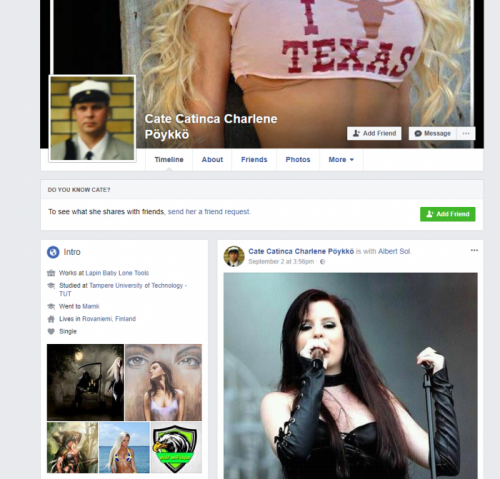 I
TEXAS
Cate Catinca Charlene
Pöykkö
Add Friend
Message
Timeline
About
Friends
Photos
More
DO YOU KNOW CATE?
To see what she shares with friends, send her a friend request.
Add Friend
Intro
Works at Lapin Baby Lone Tools
Studied at Tampere University of Technology -
TUT
Went to Mamk
Lives in Rovaniemi, Finland
Single
Cate Catinca Charlene Pöykkö is with Albert Sol.
September 2 at 3:56pm